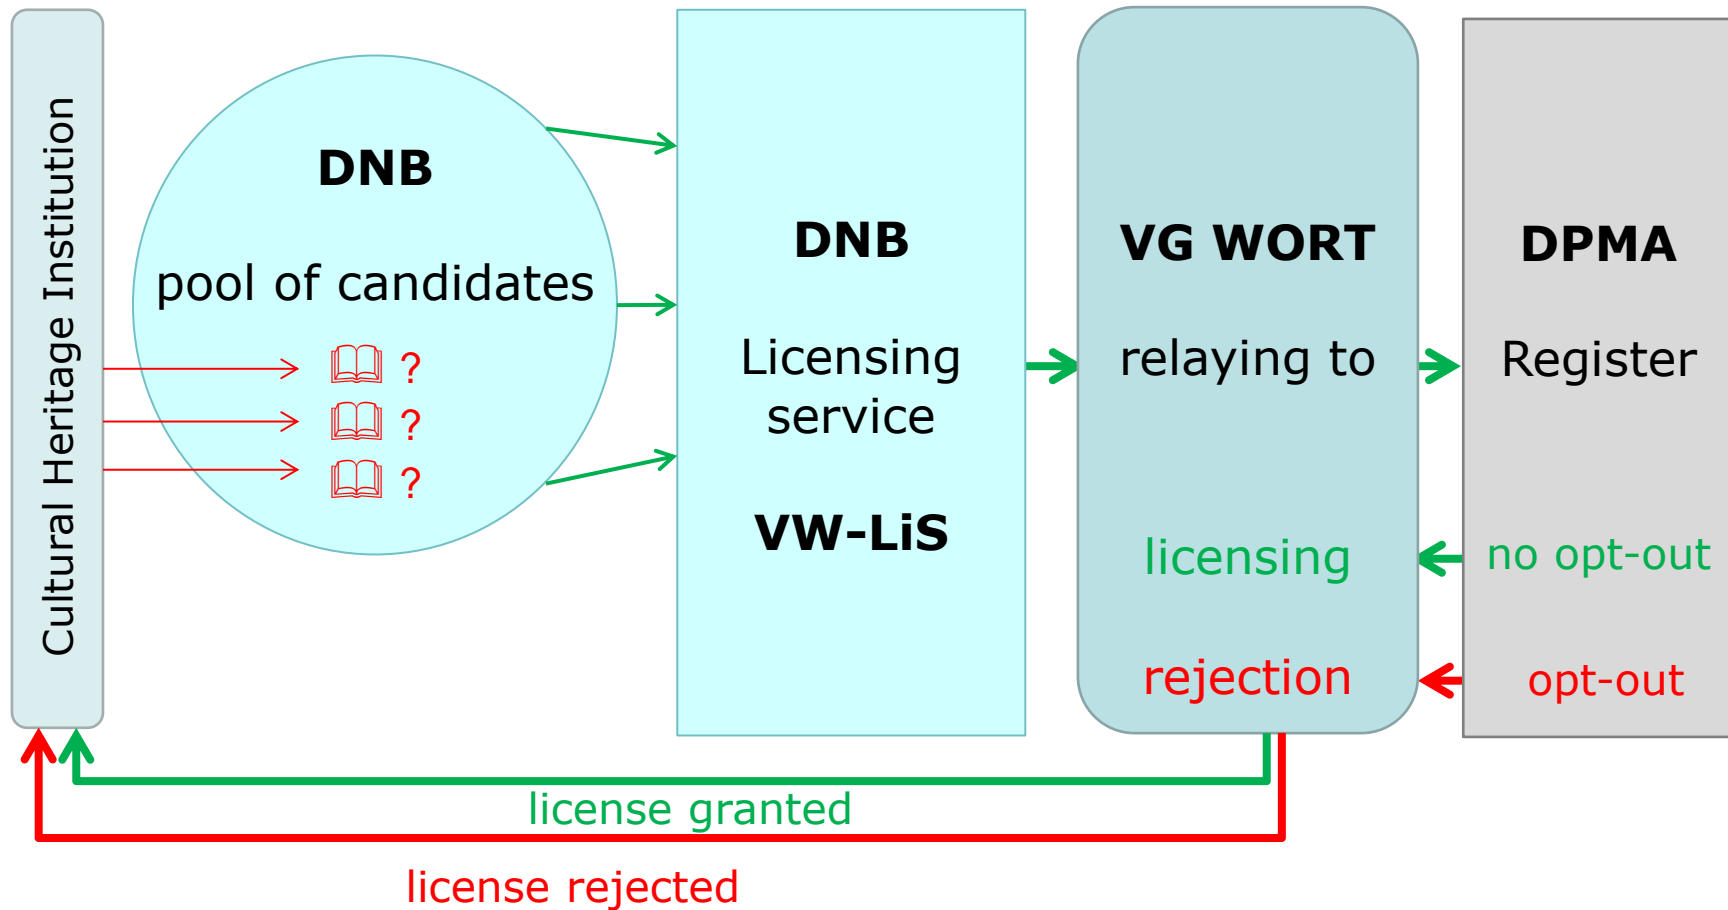 Cultural Heritage Institution
DNB
pool of candidates
?
?
?
DNB
Licensing
service
VW-LiS
VG WORT
relaying to
licensing
rejection
DPMA
Register
no opt-out
opt-out
license granted
license rejected